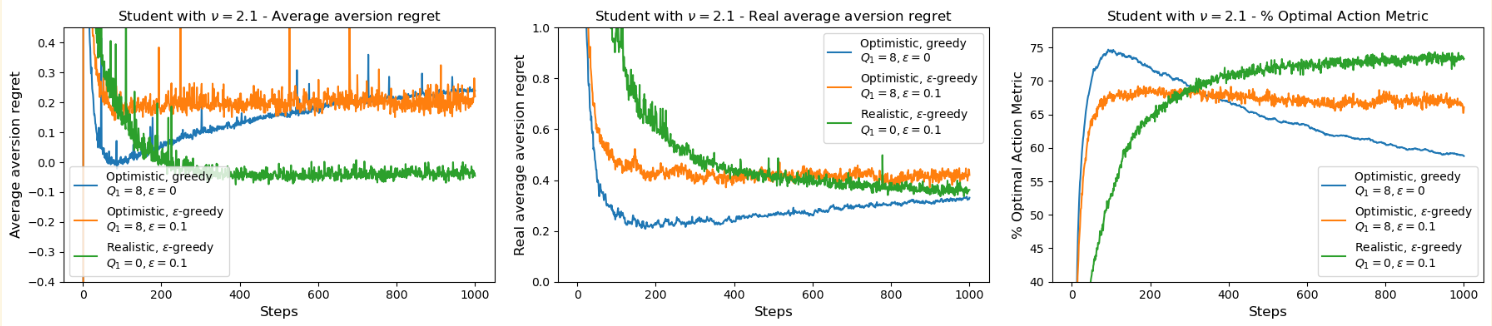 Student with ν = 2.1 - Average aversion regret
Average aversion regret
0.4
0.3
0.2
0.1
0.0
−0.1
−0.2
−0.3
−0.4
Optimistic, greedy
Q₁ = 8, ε = 0
Optimistic, ε-greedy
Q₁ = 8, ε = 0.1
Realistic, ε-greedy
Q₁ = 0, ε = 0.1
0 200 400 600 800 1000
Steps
Student with ν = 2.1 - Real average aversion regret
Real average aversion regret
1.0
0.8
0.6
0.4
0.2
0.0
Optimistic, greedy
Q₁ = 8, ε = 0
Optimistic, ε-greedy
Q₁ = 8, ε = 0.1
Realistic, ε-greedy
Q₁ = 0, ε = 0.1
0 200 400 600 800 1000
Steps
Student with ν = 2.1 - % Optimal Action Metric
% Optimal Action Metric
75
70
65
60
55
50
45
40
Optimistic, greedy
Q₁ = 8, ε = 0
Optimistic, ε-greedy
Q₁ = 8, ε = 0.1
Realistic, ε-greedy
Q₁ = 0, ε = 0.1
0 200 400 600 800 1000
Steps